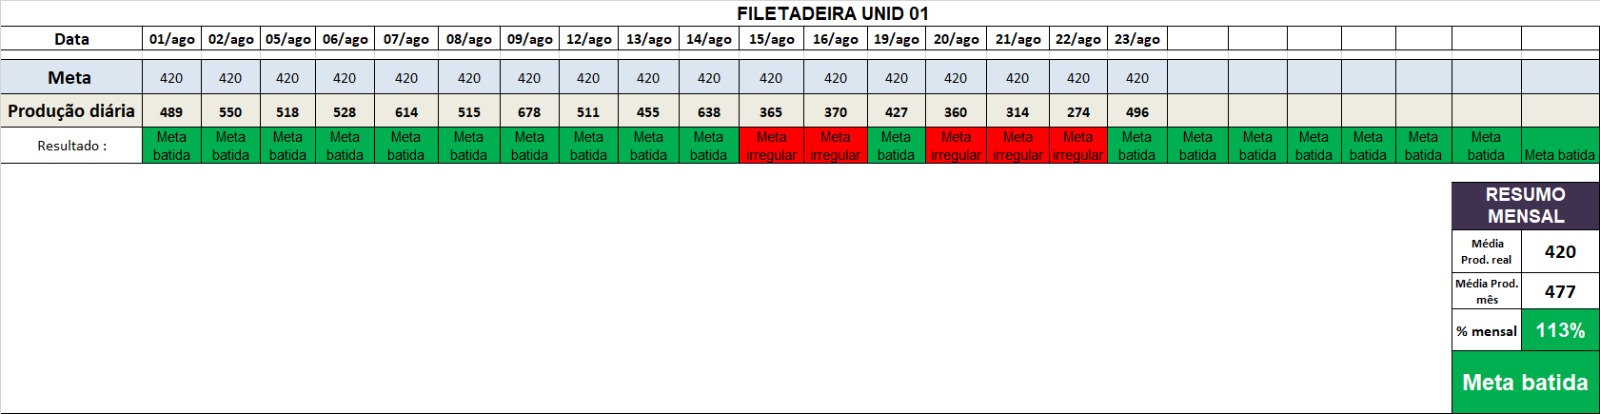 FILETADEIRA UNID 01
Data 01/ago 02/ago 05/ago 06/ago 07/ago 08/ago 09/ago 12/ago 13/ago 14/ago 15/ago 16/ago 19/ago 20/ago 21/ago 22/ago 23/ago
Meta 420 420 420 420 420 420 420 420 420 420 420 420 420 420 420 420 420
Produção diária 489 550 518 528 614 515 678 511 455 638 365 370 427 360 314 274 496
Resultado : Meta batida Meta batida Meta batida Meta batida Meta batida Meta batida Meta batida Meta batida Meta batida Meta batida Meta irregular Meta irregular Meta batida Meta irregular Meta irregular Meta irregular Meta batida Meta batida Meta batida Meta batida Meta batida Meta batida Meta batida Meta batida
RESUMO
MENSAL
Média
Prod. real 420
Média Prod.
mês 477
% mensal 113%
Meta batida